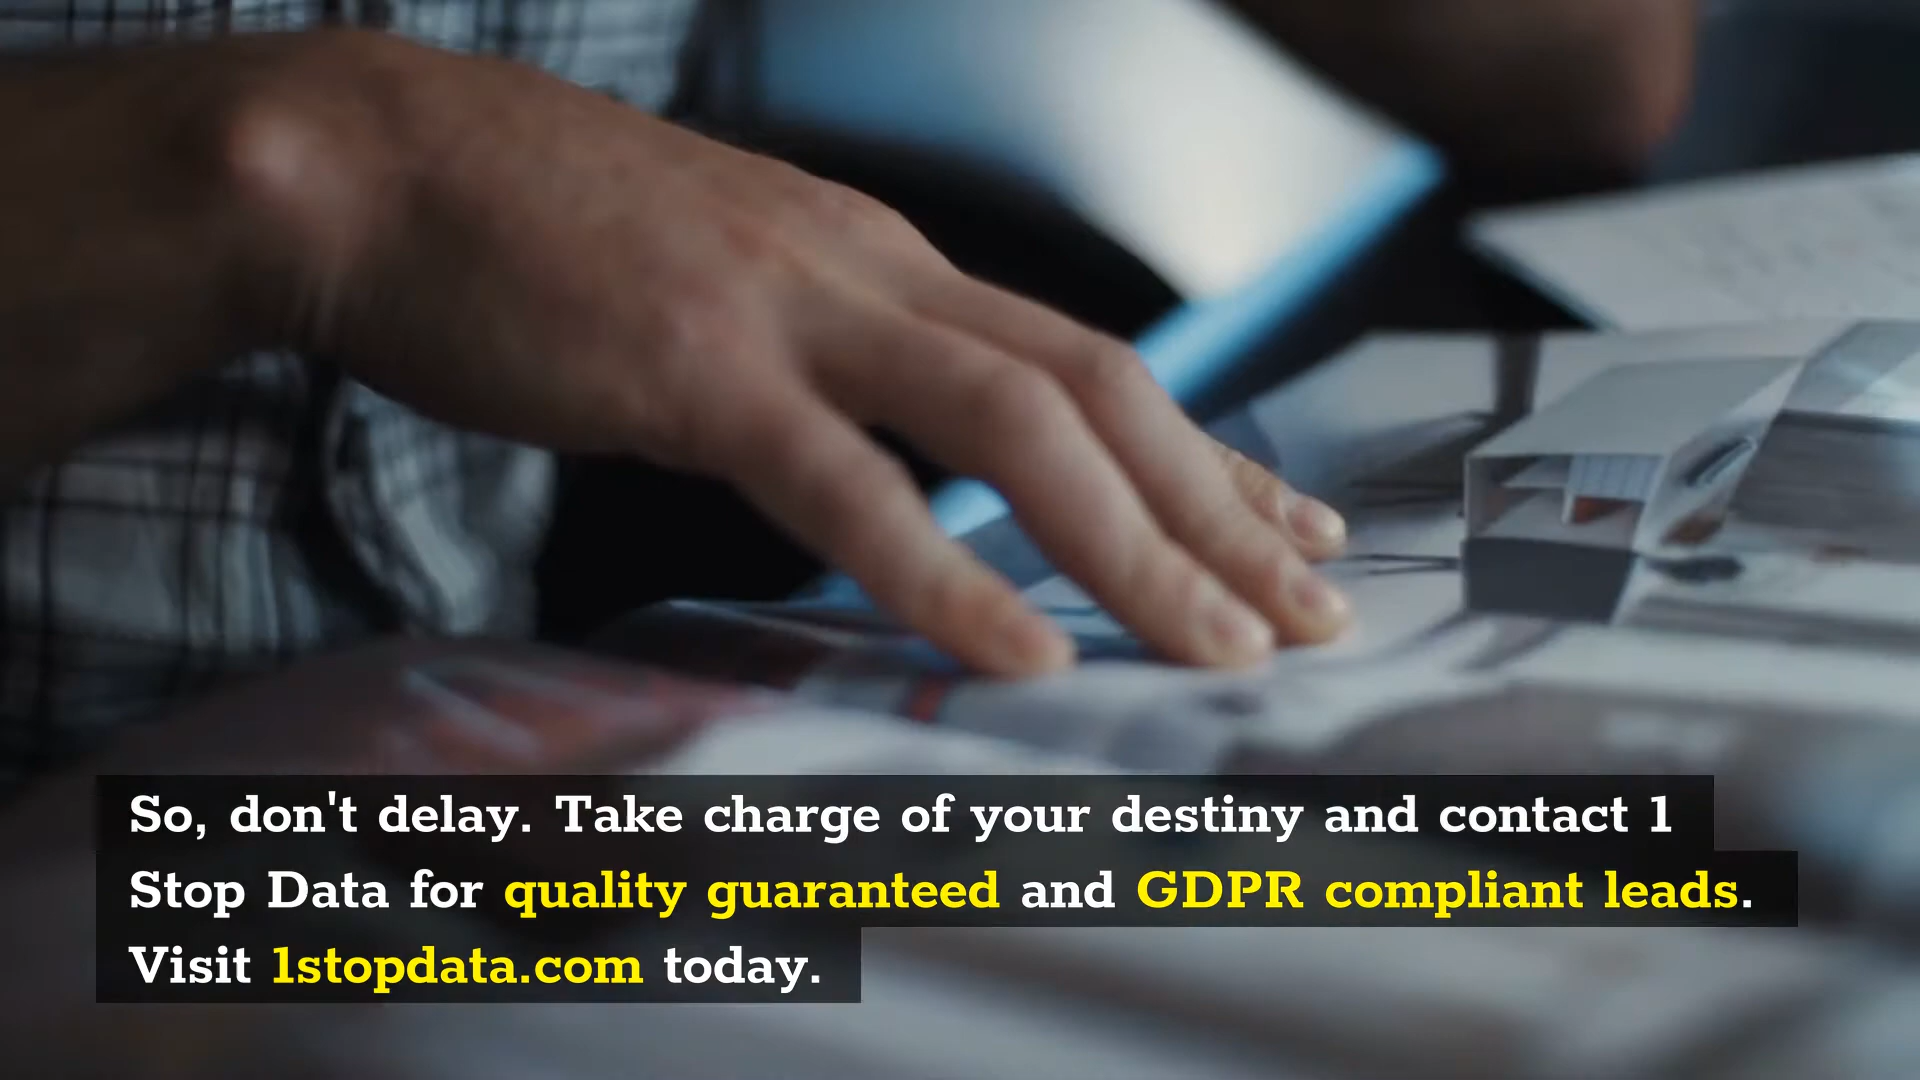 So, don't delay. Take charge of your destiny and contact 1
Stop Data for quality guaranteed and GDPR compliant leads.
Visit 1stopdata.com today.